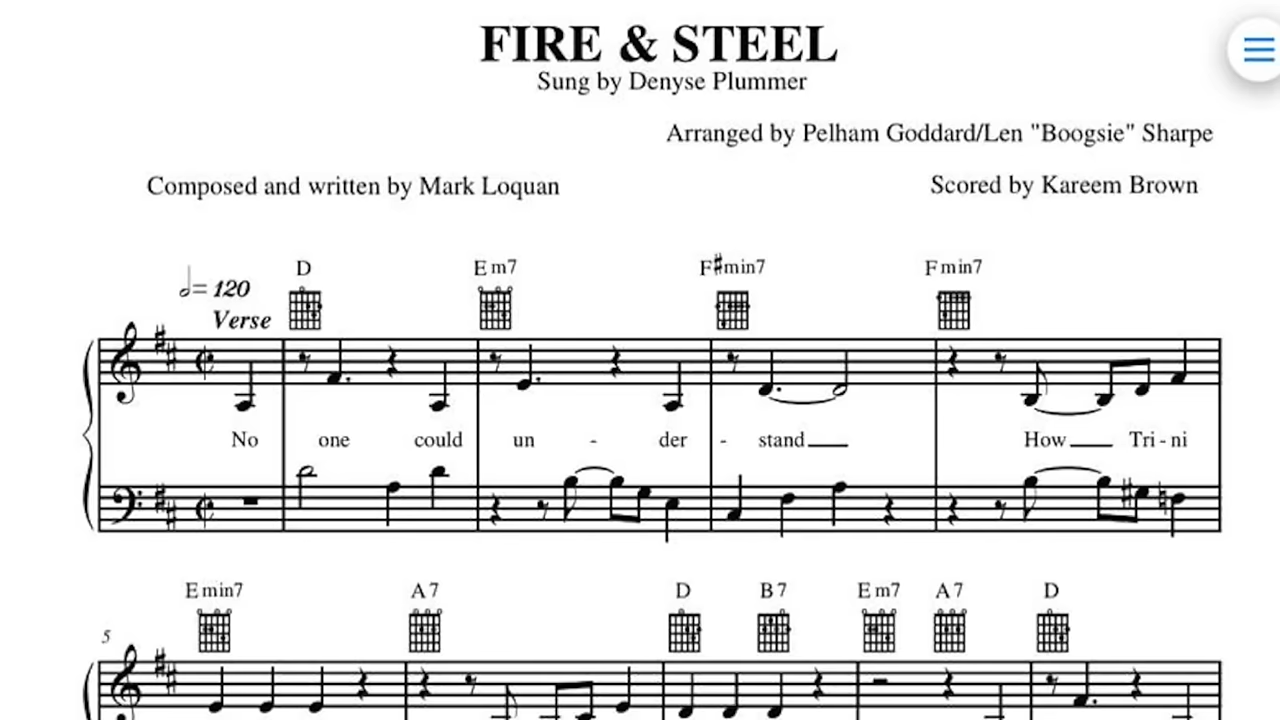 FIRE & STEEL
Sung by Denyse Plummer
Arranged by Pelham Goddard/Len "Boogsie" Sharpe
Composed and written by Mark Loquan
Scored by Kareem Brown
D Em7 F#min7 Fmin7
= 120
Verse
No one could un - der - stand How Tri - ni
Emin7 A7 D B7 Em7 A7 D
5